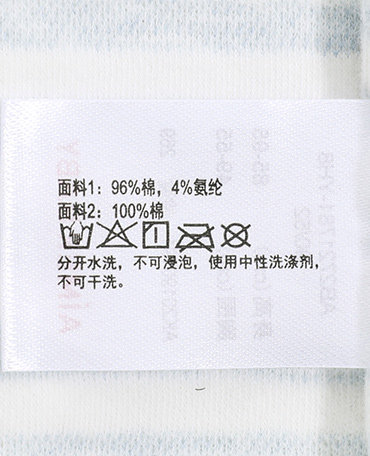 面料1：96%棉，4%氨纶
面料2：100%棉
分开水洗，不可浸泡，使用中性洗涤剂，
不可干洗。